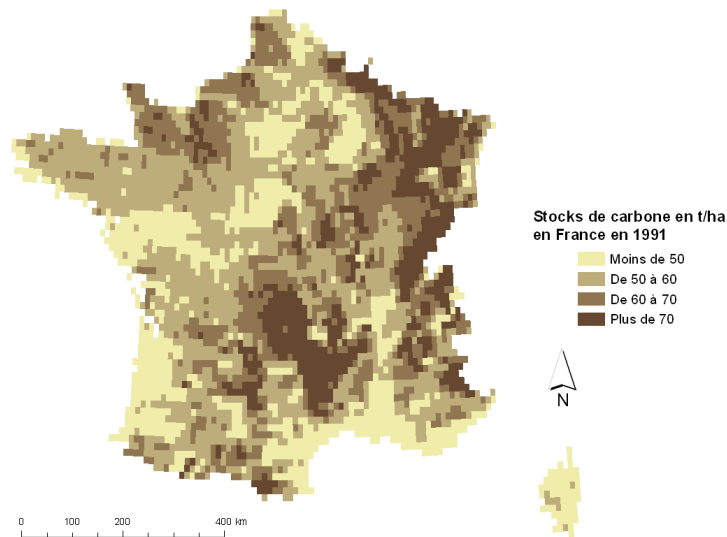 Stocks de carbone en t/ha
en France en 1991
Moins de 50
De 50 à 60
De 60 à 70
Plus de 70
N
0 100 200 400 km